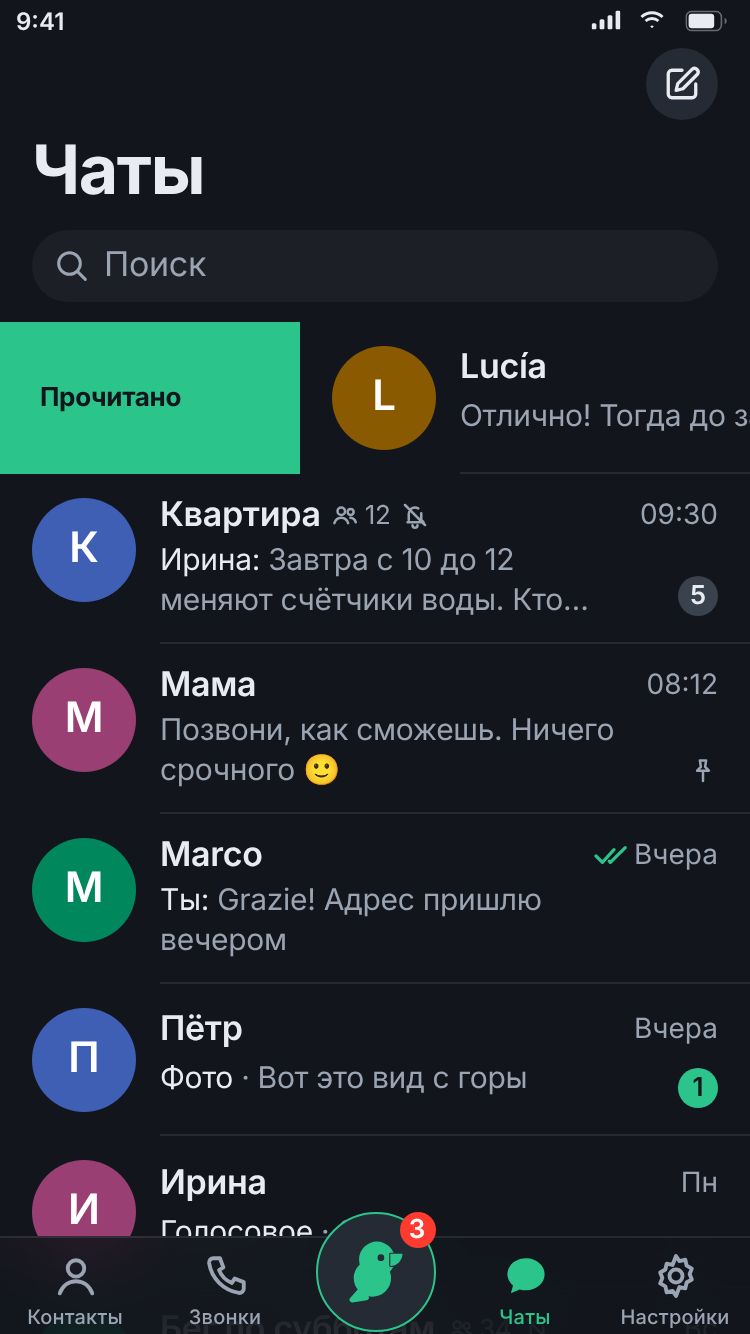 9:41
Чаты
Поиск
Прочитано
L
Lucía
Отлично! Тогда до
К
Квартира 12
09:30
Ирина: Завтра с 10 до 12
меняют счётчики воды. Кто...
5
М
Мама
08:12
Позвони, как сможешь. Ничего
срочного 🙂
M
Marco
Вчера
Ты: Grazie! Адрес пришлю
вечером
П
Пётр
Вчера
Фото · Вот это вид с горы
1
И
Ирина
Пн
Голосовое ·
3
Контакты
Звонки
Чаты
Настройки